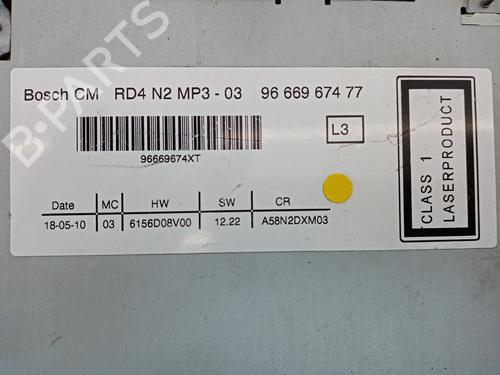 B-PARTS
Bosch CM RD4 N2 MP3 - 03 96 669 674 77
L3
96669674XT
Date MC HW SW CR
18-05-10 03 6156D08V00 12.22 A58N2DXM03
CLASS 1
LASERPRODUCT